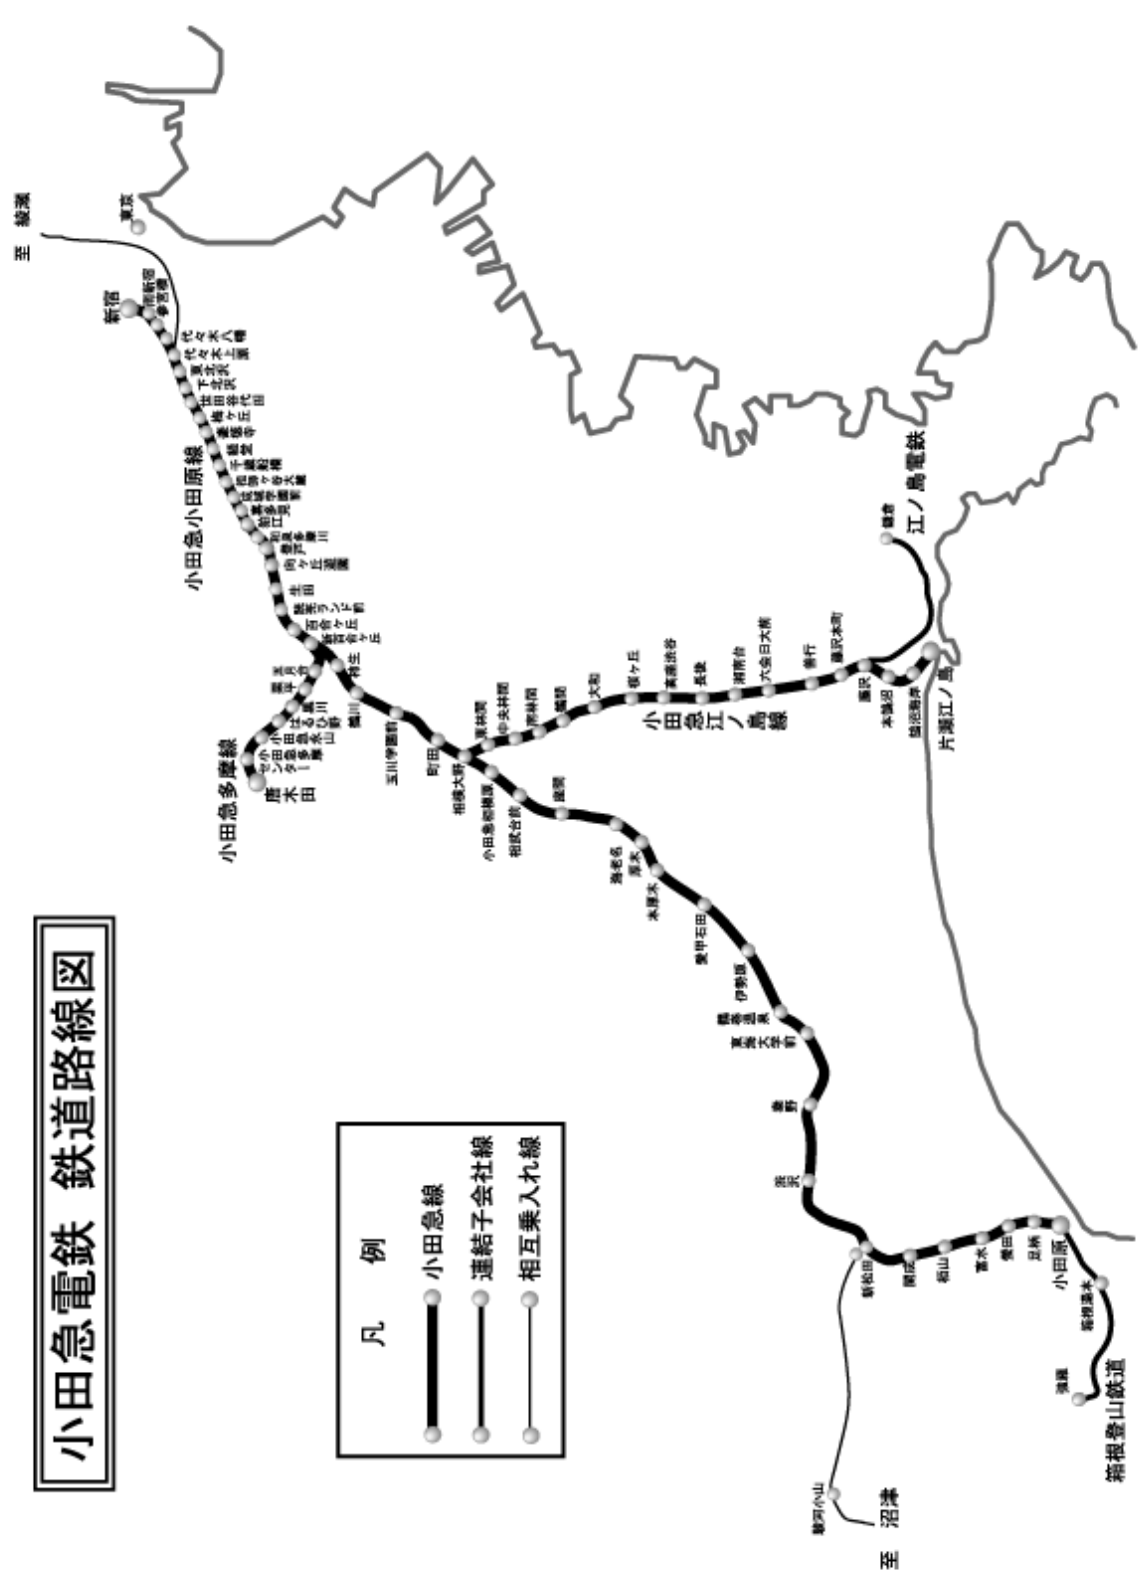 小田急電鉄 鉄道路線図
凡 例
小田急線
連結子会社線
相互乗入れ線
至 綾瀬
東京
新宿
南新宿
参宮橋
代々木八幡
代々木上原
東北沢
下北沢
世田谷代田
梅ヶ丘
豪徳寺
経堂
千歳船橋
祖師ヶ谷大蔵
成城学園前
喜多見
狛江
和泉多摩川
登戸
向ヶ丘遊園
生田
読売ランド前
百合ヶ丘
新百合ヶ丘
小田急小田原線
五月台
栗平
黒川
はるひ野
小田急永山
小田急多摩
センター
唐木田
小田急多摩線
柿生
鶴川
玉川学園前
町田
相模大野
小田急相模原
相武台前
座間
海老名
厚木
本厚木
愛甲石田
伊勢原
鶴巻温泉
東海大学前
秦野
渋沢
新松田
開成
栢山
富水
螢田
足柄
小田原
箱根湯本
強羅
箱根登山鉄道
駿河小山
至 沼津
東林間
中央林間
南林間
鶴間
大和
桜ヶ丘
高座渋谷
長後
湘南台
六会日大前
善行
藤沢本町
藤沢
本鵠沼
鵠沼海岸
片瀬江ノ島
小田急江ノ島線
鎌倉
江ノ島電鉄